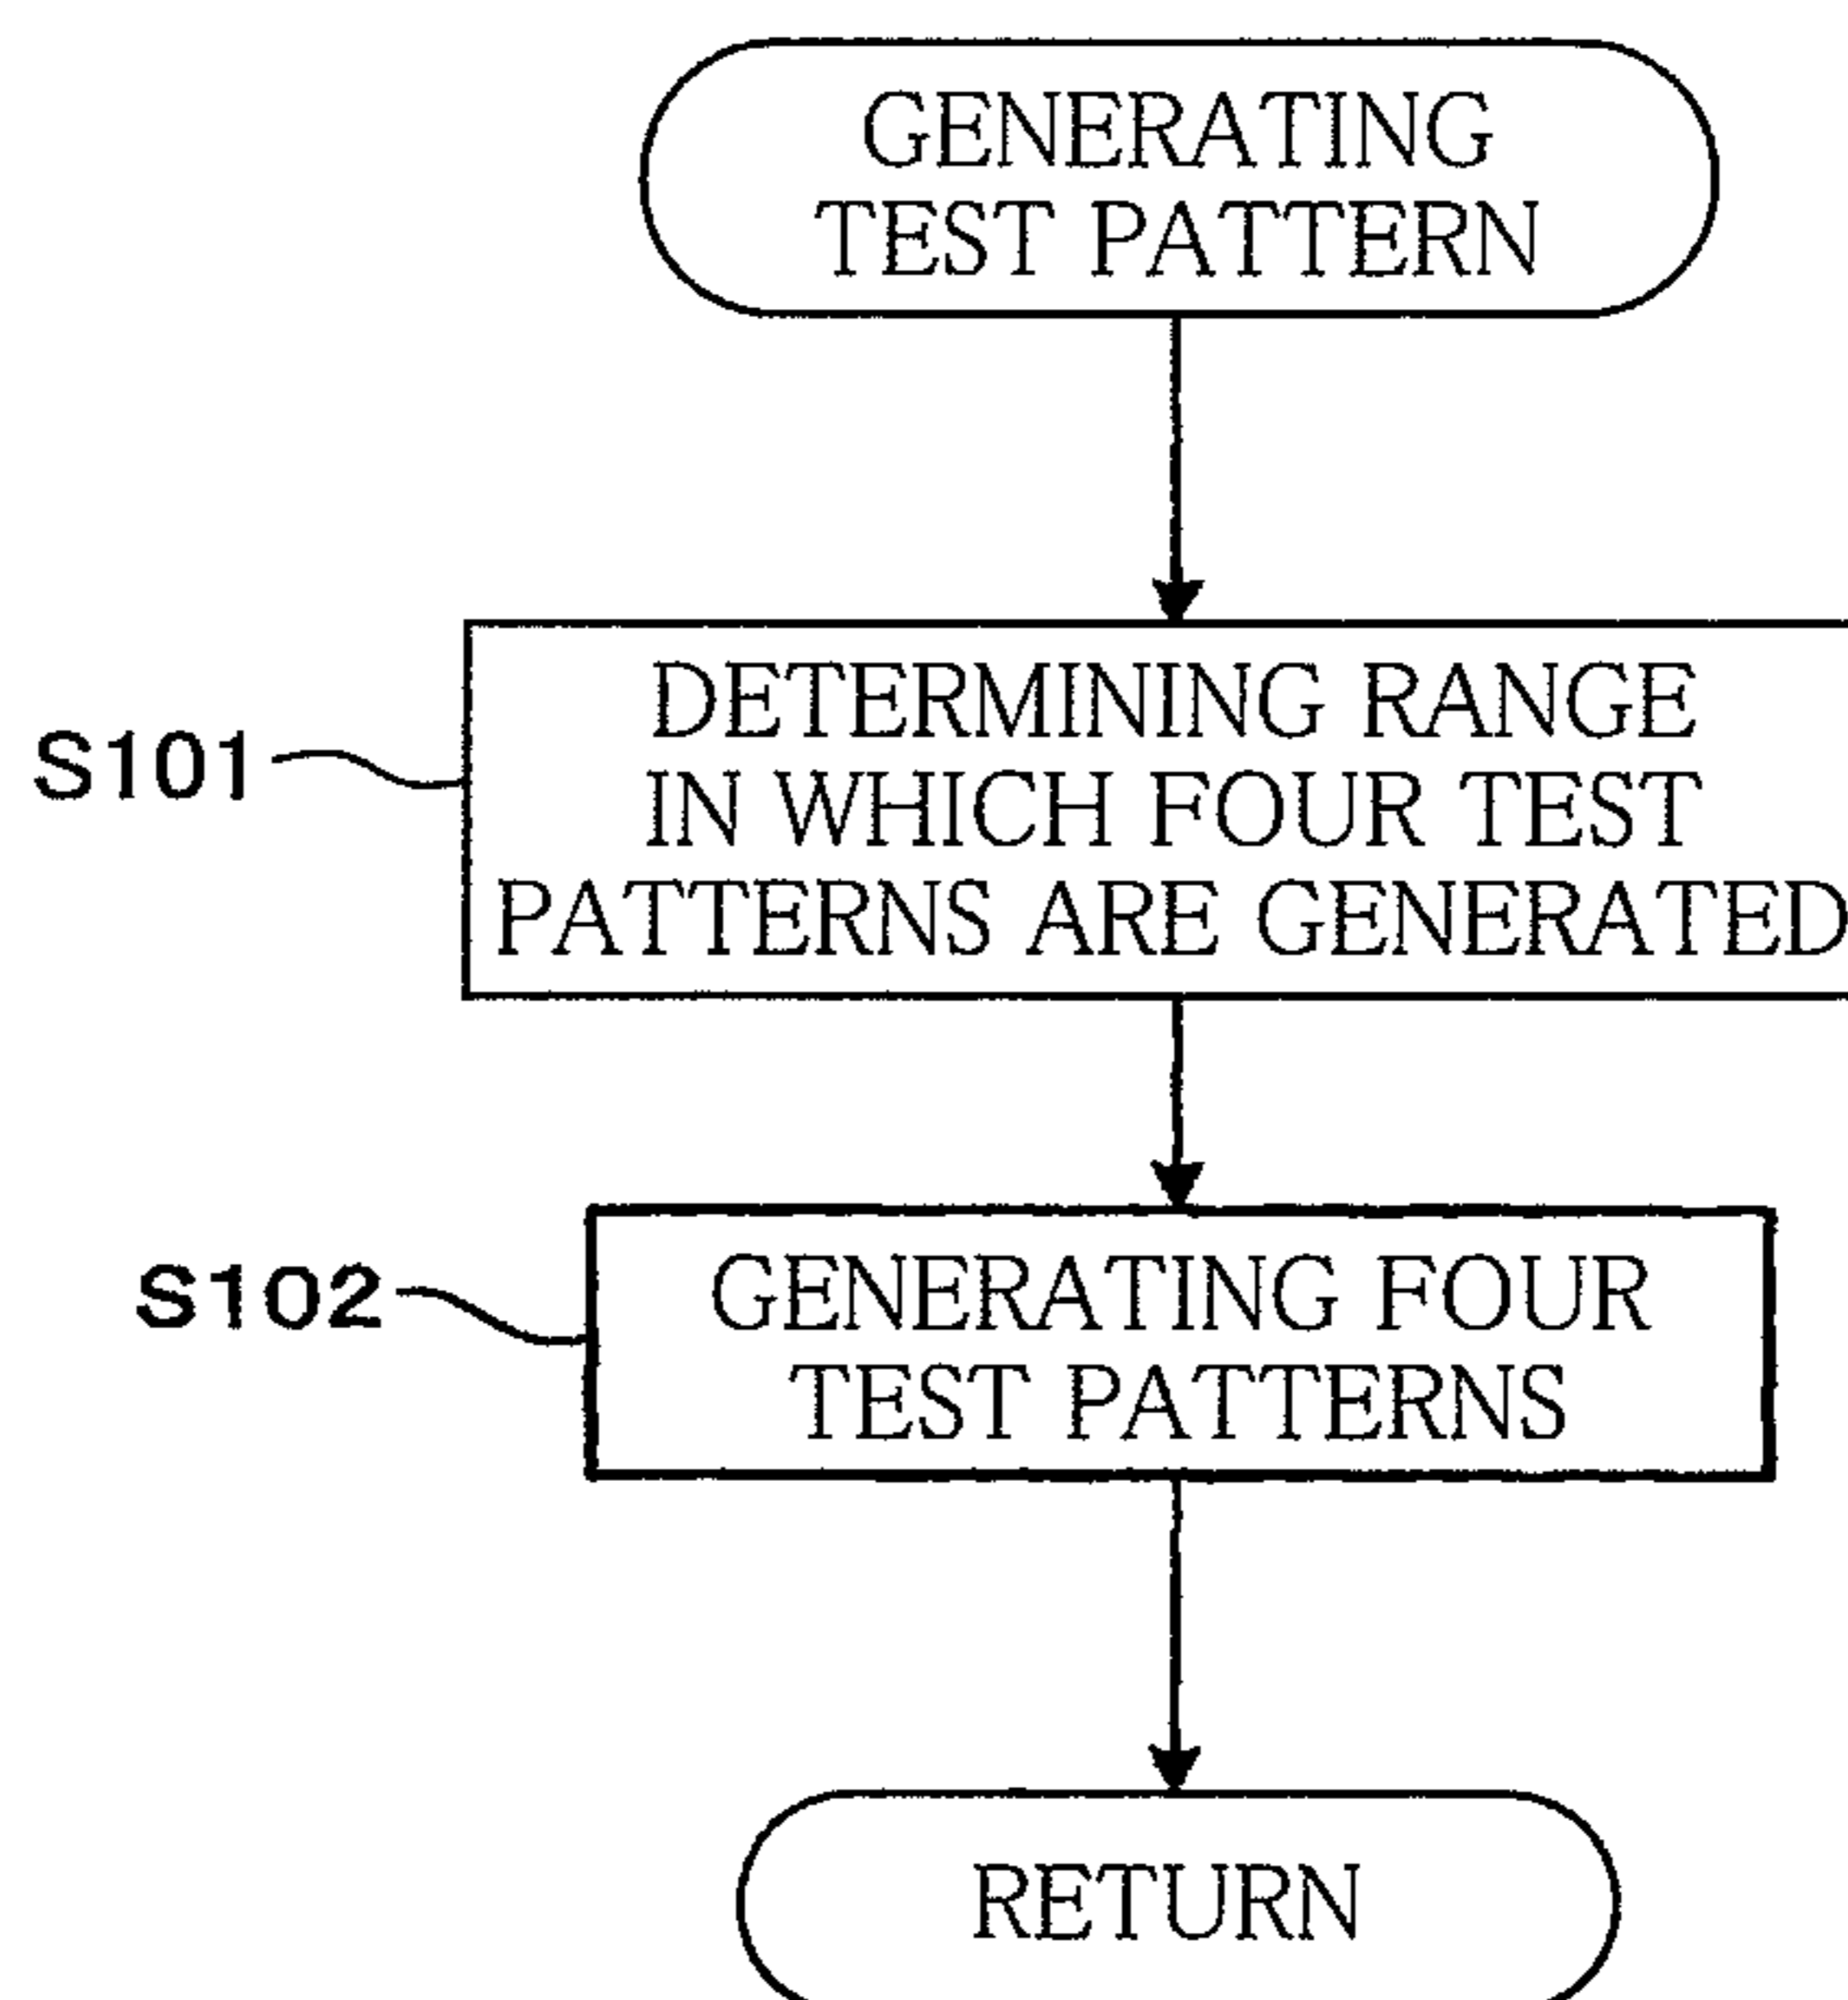 GENERATING
TEST PATTERN
S101
DETERMINING RANGE
IN WHICH FOUR TEST
PATTERNS ARE GENERATED
S102
GENERATING FOUR
TEST PATTERNS
RETURN